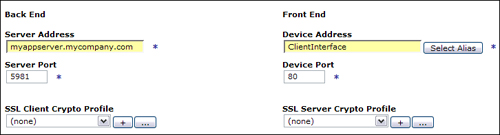 Back End
Front End
Server Address
Device Address
myappserver.mycompany.com *
ClientInterface Select Alias *
Server Port
Device Port
5981 *
80 *
SSL Client Crypto Profile
SSL Server Crypto Profile
(none) + ...
(none) + ...